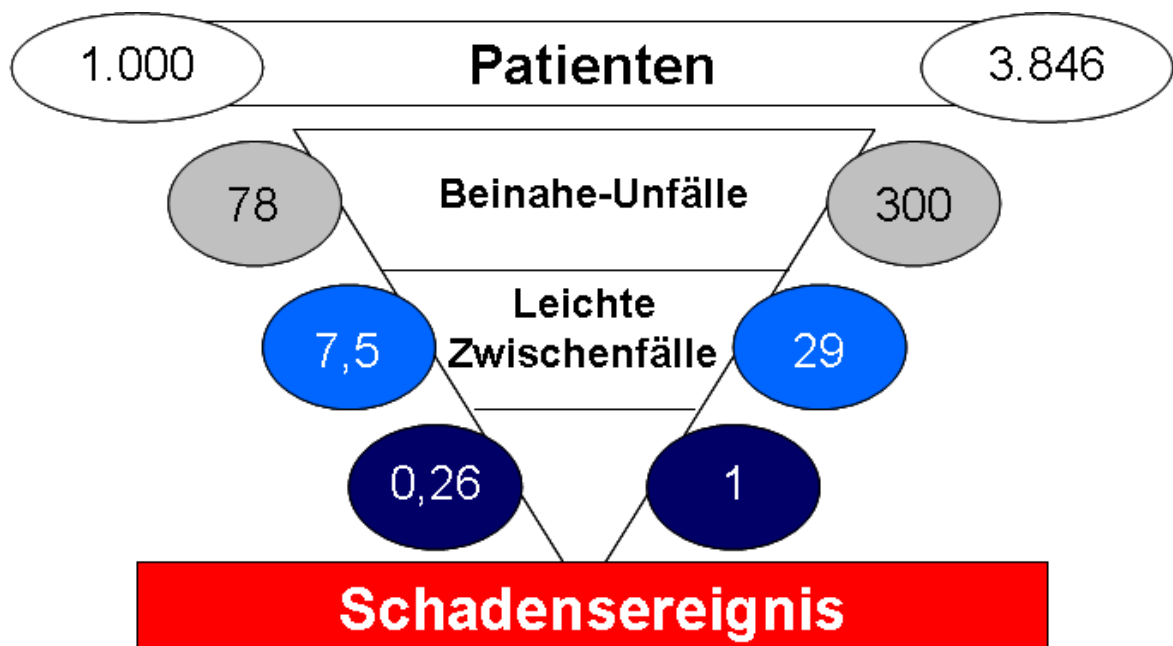 1.000 Patienten 3.846
78 Beinahe-Unfälle 300
Leichte
7,5 Zwischenfälle 29
0,26 1
Schadensereignis